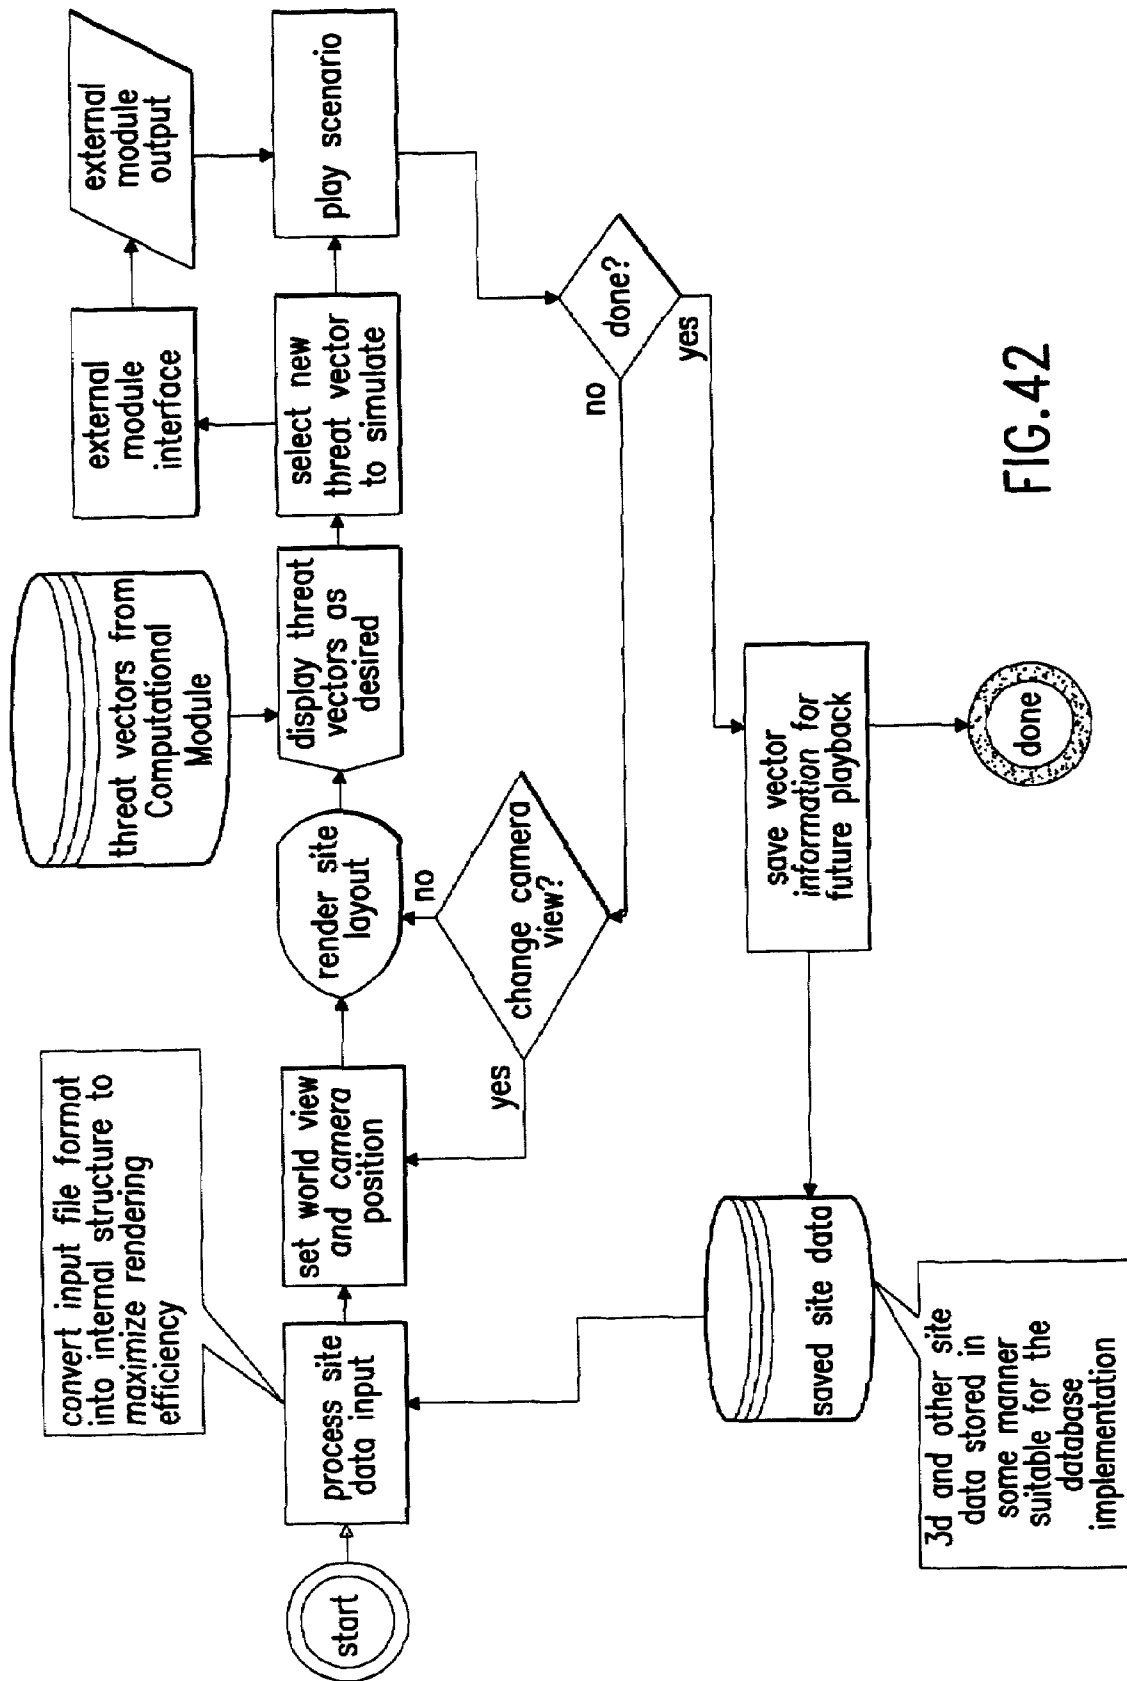 start
convert input file format
into internal structure to
maximize rendering
efficiency
process site
data input
set world view
and camera
position
render site
layout
threat vectors from
Computational
Module
display threat
vectors as
desired
select new
threat vector
to simulate
external
module
interface
external
module
output
play scenario
done?
no
yes
change camera
view?
no
yes
save vector
information for
future playback
done
saved site data
3d and other site
data stored in
some manner
suitable for the
database
implementation
FIG.42